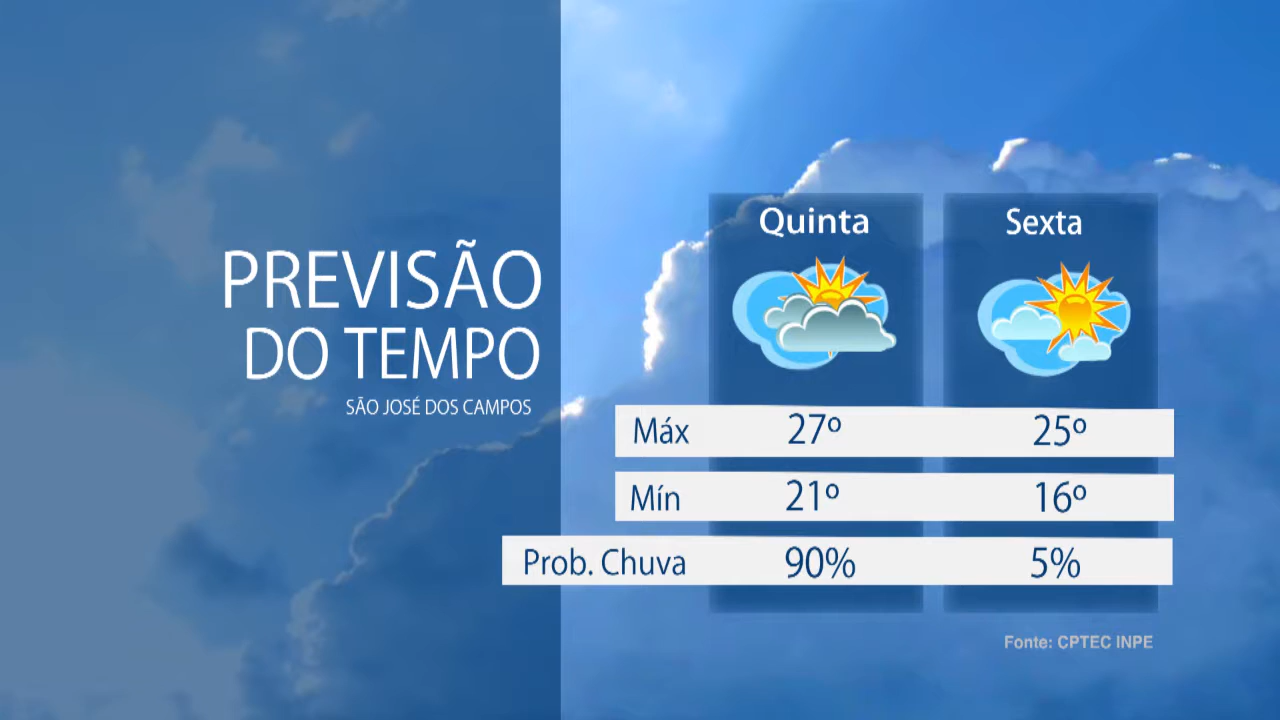 PREVISÃO
DO TEMPO
SÃO JOSÉ DOS CAMPOS
Quinta Sexta
Máx 27º 25º
Mín 21º 16º
Prob. Chuva 90% 5%
Fonte: CPTEC INPE